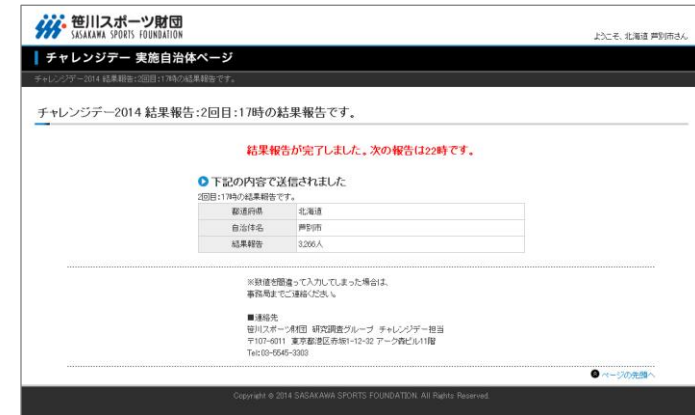 笹川スポーツ財団
SASAKAWA SPORTS FOUNDATION
ようこそ、北海道 芦別市さん
チャレンジデー 実施自治体ページ
チャレンジデー2014 結果報告:2回目:17時の結果報告です。
チャレンジデー2014 結果報告:2回目:17時の結果報告です。
結果報告が完了しました。次の報告は22時です。
下記の内容で送信されました
2回目:17時の結果報告です。
都道府県 北海道
自治体名 芦別市
結果報告 3,266人
※数値を間違って入力してしまった場合は、
事務局までご連絡ください。
■連絡先
笹川スポーツ財団 研究調査グループ チャレンジデー担当
〒107-6011 東京都港区赤坂1-12-32 アーク森ビル11階
Tel:03-5545-3303
ページの先頭へ
Copyright © 2014 SASAKAWA SPORTS FOUNDATION. All Rights Reserved.